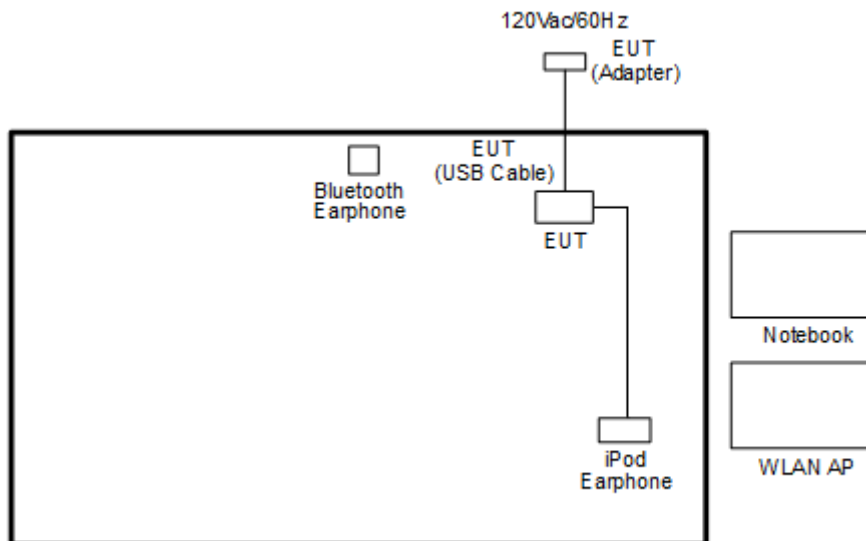 120Vac/60Hz
EUT
(Adapter)
EUT
(USB Cable)
Bluetooth
Earphone
EUT
Notebook
iPod
Earphone
WLAN AP